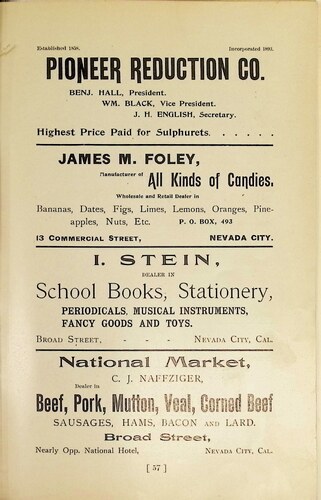 Established 1858. Incorporated 1895.
PIONEER REDUCTION CO.
BENJ. HALL, President.
WM. BLACK, Vice President.
J. H. ENGLISH, Secretary.
Highest Price Paid for Sulphurets. . . . . .
JAMES M. FOLEY,
Manufacturer of All Kinds of Candies.
Wholesale and Retail Dealer in
Bananas, Dates, Figs, Limes, Lemons, Oranges, Pine-
apples, Nuts, Etc. P. O. BOX, 493
13 COMMERCIAL STREET, NEVADA CITY.
I. STEIN,
DEALER IN
School Books, Stationery,
PERIODICALS, MUSICAL INSTRUMENTS,
FANCY GOODS AND TOYS.
BROAD STREET, - - - NEVADA CITY, CAL.
National Market,
C. J. NAFFZIGER,
Dealer in
Beef, Pork, Mutton, Veal, Corned Beef
SAUSAGES, HAMS, BACON AND LARD.
Broad Street,
Nearly Opp. National Hotel, NEVADA CITY, CAL.
[ 57 ]